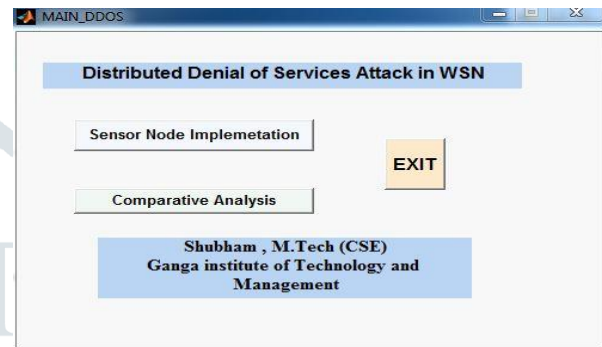 MAIN_DDOS
Distributed Denial of Services Attack in WSN
Sensor Node Implemetation
EXIT
Comparative Analysis
Shubham , M.Tech (CSE)
Ganga institute of Technology and
Management